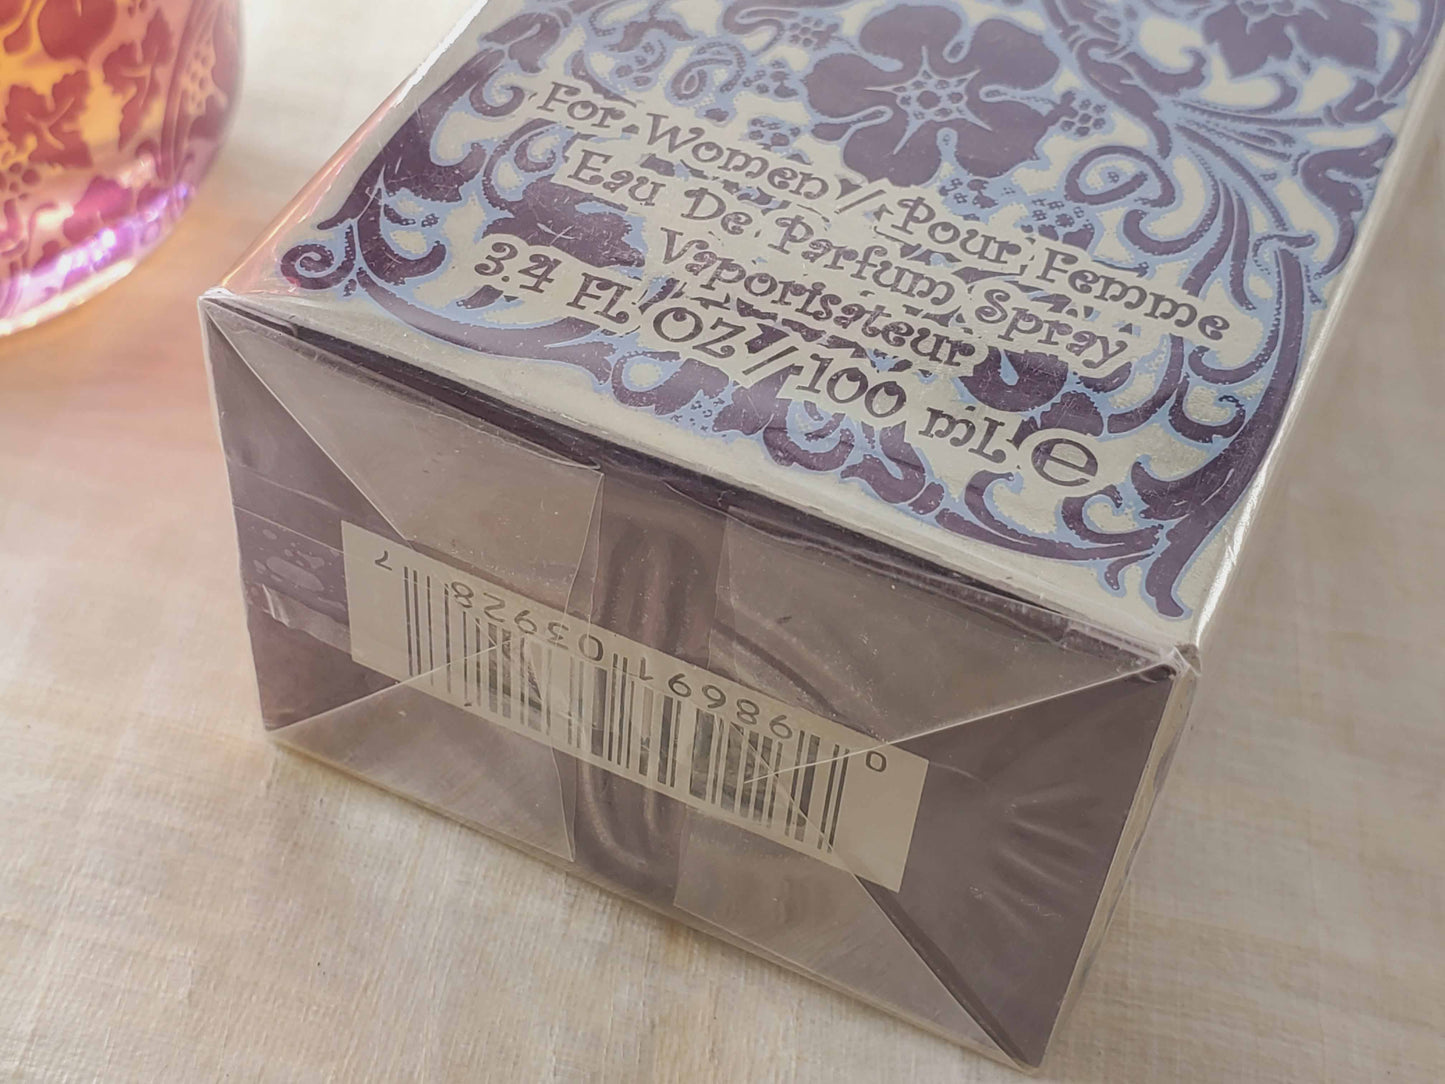 For Women / Pour Femme
Eau De Parfum Spray
Vaporisateur
3.4 FL OZ / 100 mL ℮
0 98691 03928 7